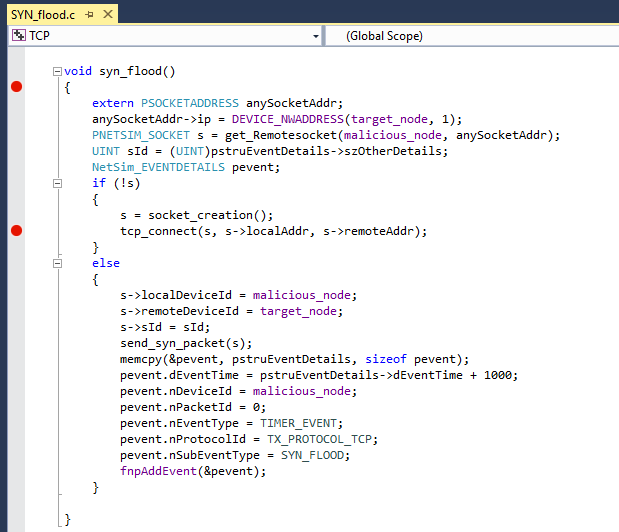 SYN_flood.c
TCP (Global Scope)
void syn_flood()
{
extern PSOCKETADDRESS anySocketAddr;
anySocketAddr->ip = DEVICE_NWADDRESS(target_node, 1);
PNETSIM_SOCKET s = get_Remotesocket(malicious_node, anySocketAddr);
UINT sId = (UINT)pstruEventDetails->szOtherDetails;
NetSim_EVENTDETAILS pevent;
if (!s)
{
s = socket_creation();
tcp_connect(s, s->localAddr, s->remoteAddr);
}
else
{
s->localDeviceId = malicious_node;
s->remoteDeviceId = target_node;
s->sId = sId;
send_syn_packet(s);
memcpy(&pevent, pstruEventDetails, sizeof pevent);
pevent.dEventTime = pstruEventDetails->dEventTime + 1000;
pevent.nDeviceId = malicious_node;
pevent.nPacketId = 0;
pevent.nEventType = TIMER_EVENT;
pevent.nProtocolId = TX_PROTOCOL_TCP;
pevent.nSubEventType = SYN_FLOOD;
fnpAddEvent(&pevent);
}
}